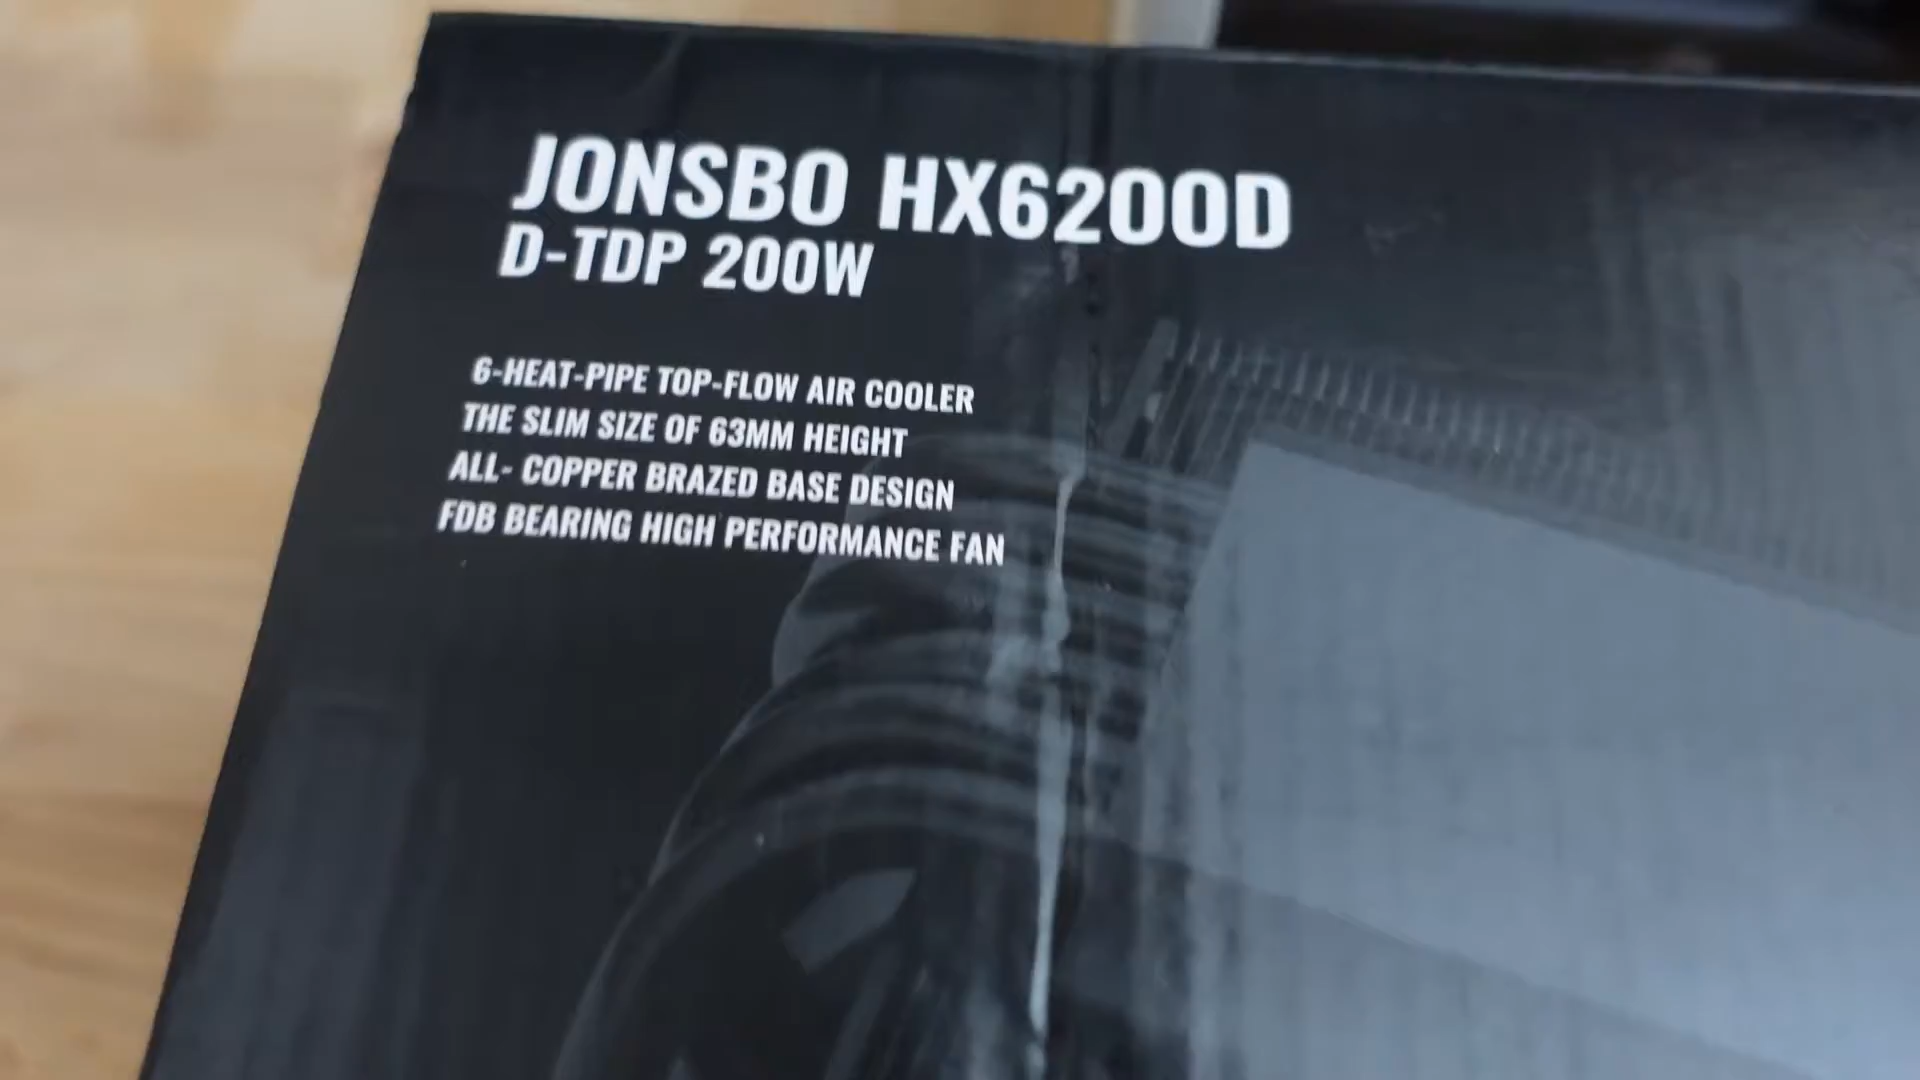 JONSBO HX6200D
D-TDP 200W
6-HEAT-PIPE TOP-FLOW AIR COOLER
THE SLIM SIZE OF 63MM HEIGHT
ALL- COPPER BRAZED BASE DESIGN
FDB BEARING HIGH PERFORMANCE FAN